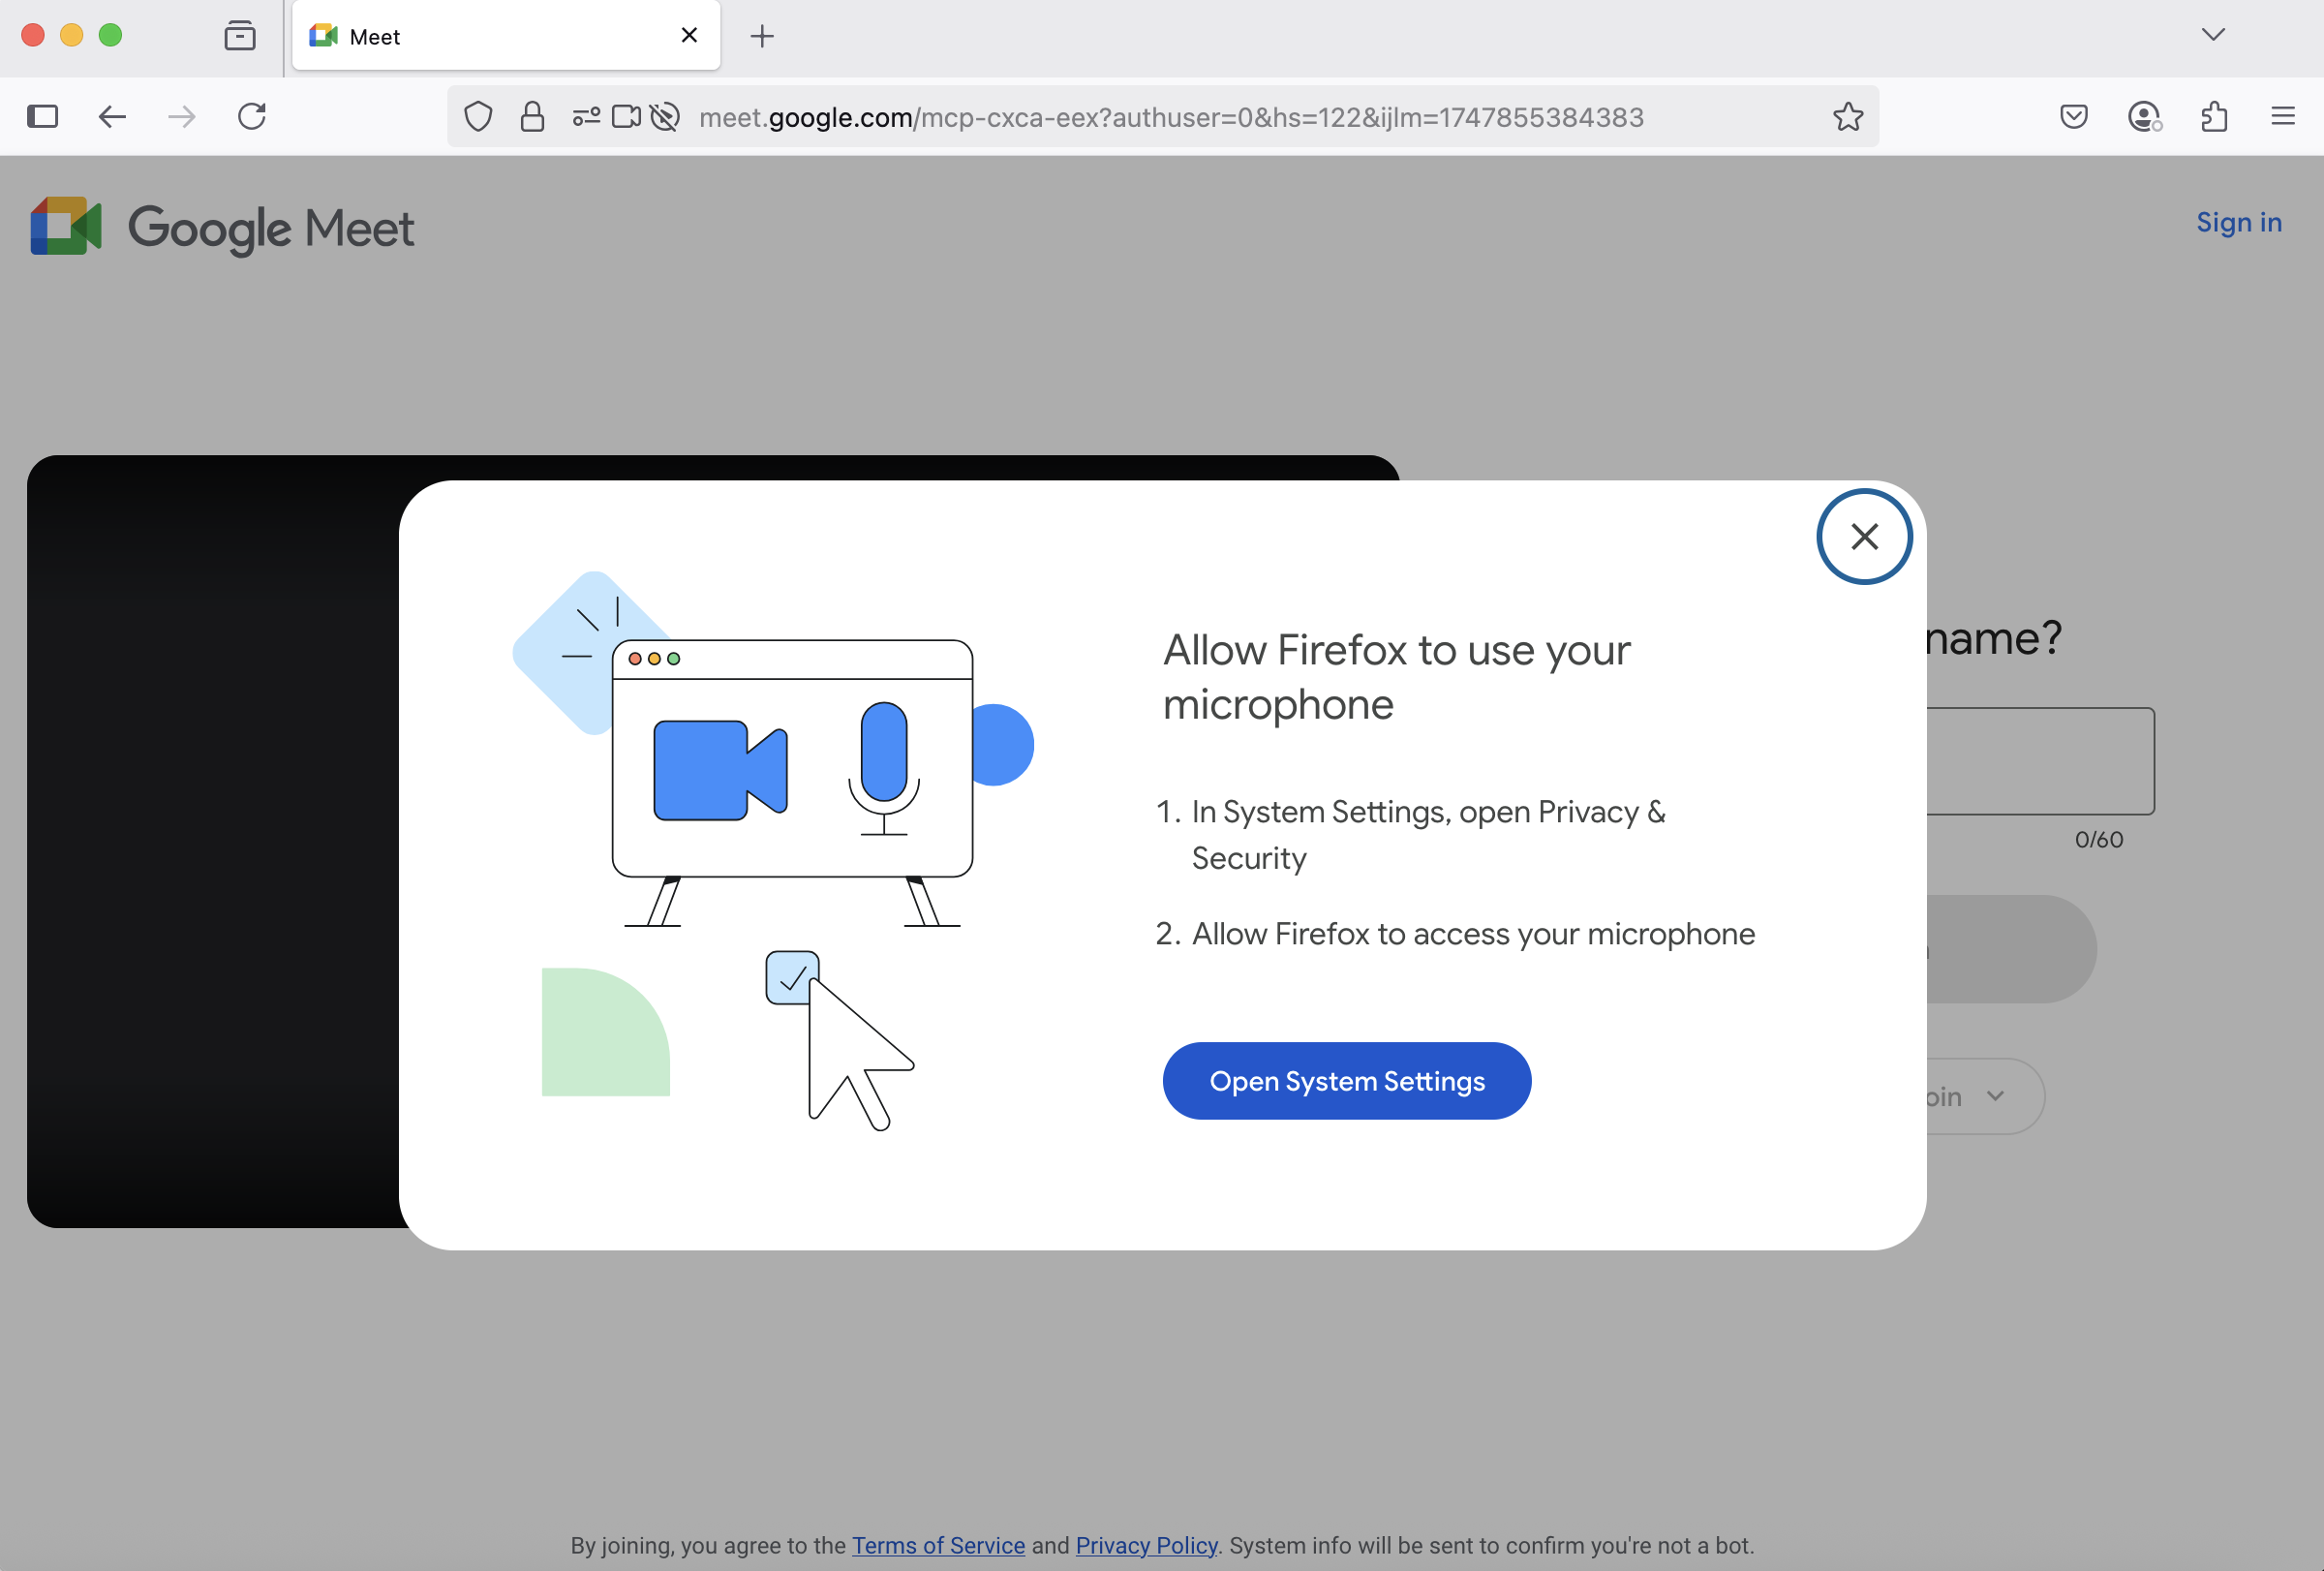 Meet
meet.google.com/mcp-cxca-eex?authuser=0&hs=122&ijlm=1747855384383
Google Meet
Sign in
name?
Allow Firefox to use your
microphone
1. In System Settings, open Privacy &
Security
0/60
2. Allow Firefox to access your microphone
Open System Settings
oin
By joining, you agree to the Terms of Service and Privacy Policy. System info will be sent to confirm you're not a bot.